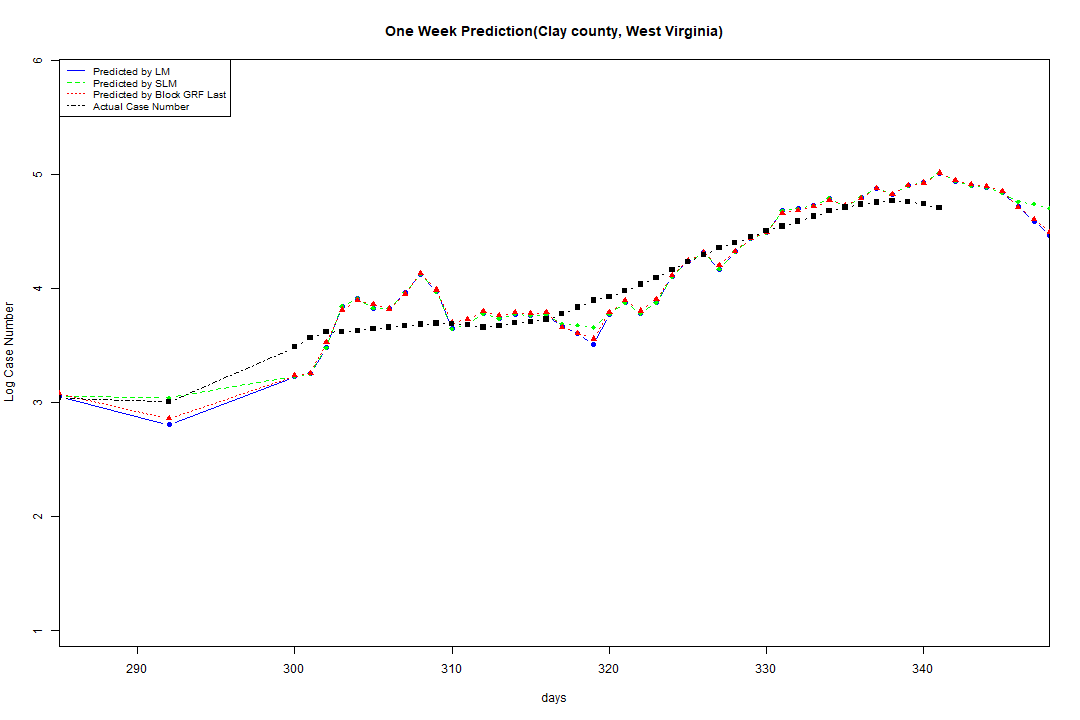 One Week Prediction(Clay county, West Virginia)
Predicted by LM
Predicted by SLM
Predicted by Block GRF Last
Actual Case Number
6
5
4
3
2
1
Log Case Number
290 300 310 320 330 340
days